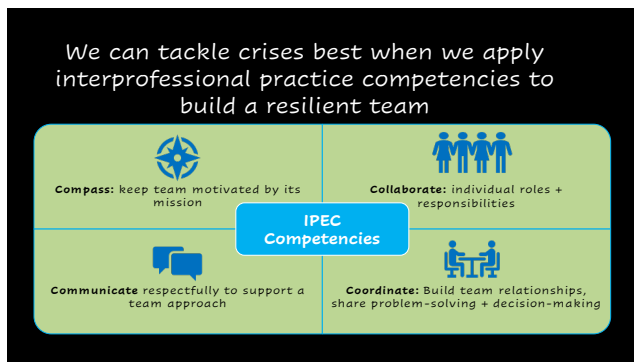 We can tackle crises best when we apply
interprofessional practice competencies to
build a resilient team
Compass: keep team motivated by its
mission
Collaborate: individual roles +
responsibilities
IPEC
Competencies
Communicate respectfully to support a
team approach
Coordinate: Build team relationships,
share problem-solving + decision-making